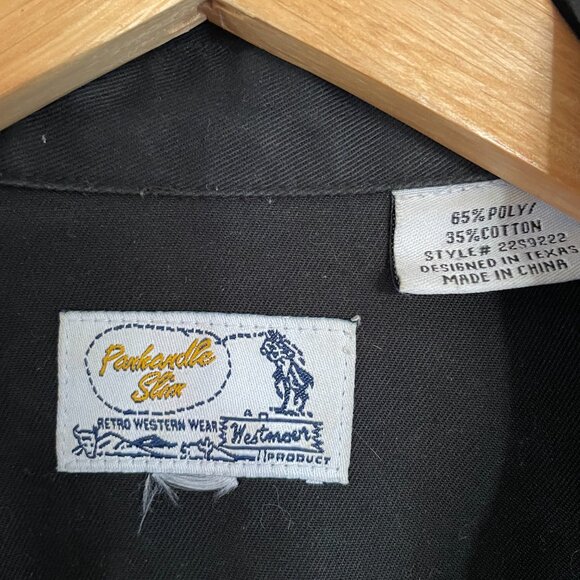 65% POLY/
35% COTTON
STYLE# 22S9222
DESIGNED IN TEXAS
MADE IN CHINA
Panhandle
Slim
RETRO WESTERN WEAR
A
Westmoor
PRODUCT